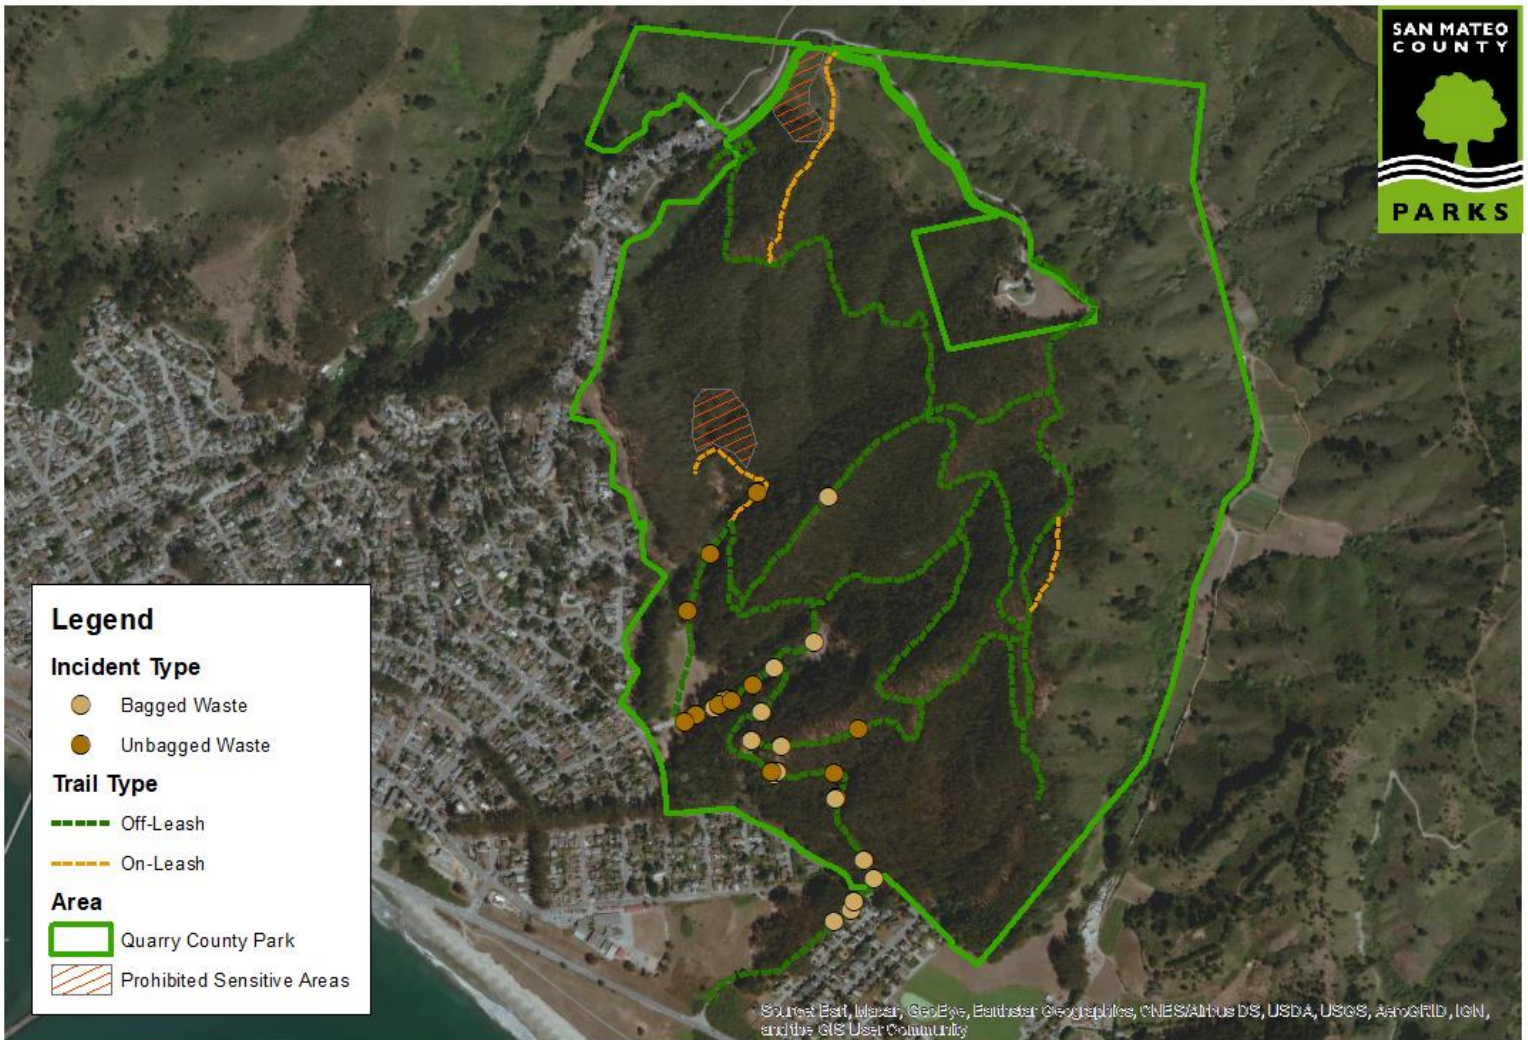 SAN MATEO
COUNTY
PARKS
Legend
Incident Type
Bagged Waste
Unbagged Waste
Trail Type
Off-Leash
On-Leash
Area
Quarry County Park
Prohibited Sensitive Areas
Source: Esri, Maxar, GeoEye, Earthstar Geographics, CNES/Airbus DS, USDA, USGS, AeroGRID, IGN,
and the GIS User Community